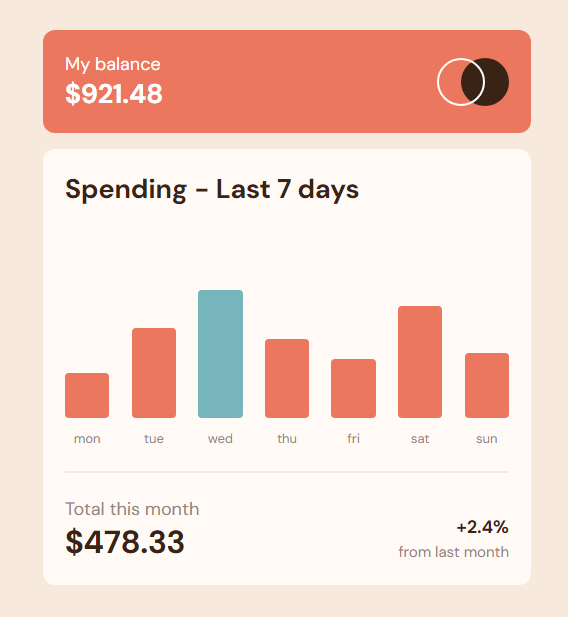 My balance
$921.48
Spending - Last 7 days
mon tue wed thu fri sat sun
Total this month
$478.33
+2.4%
from last month